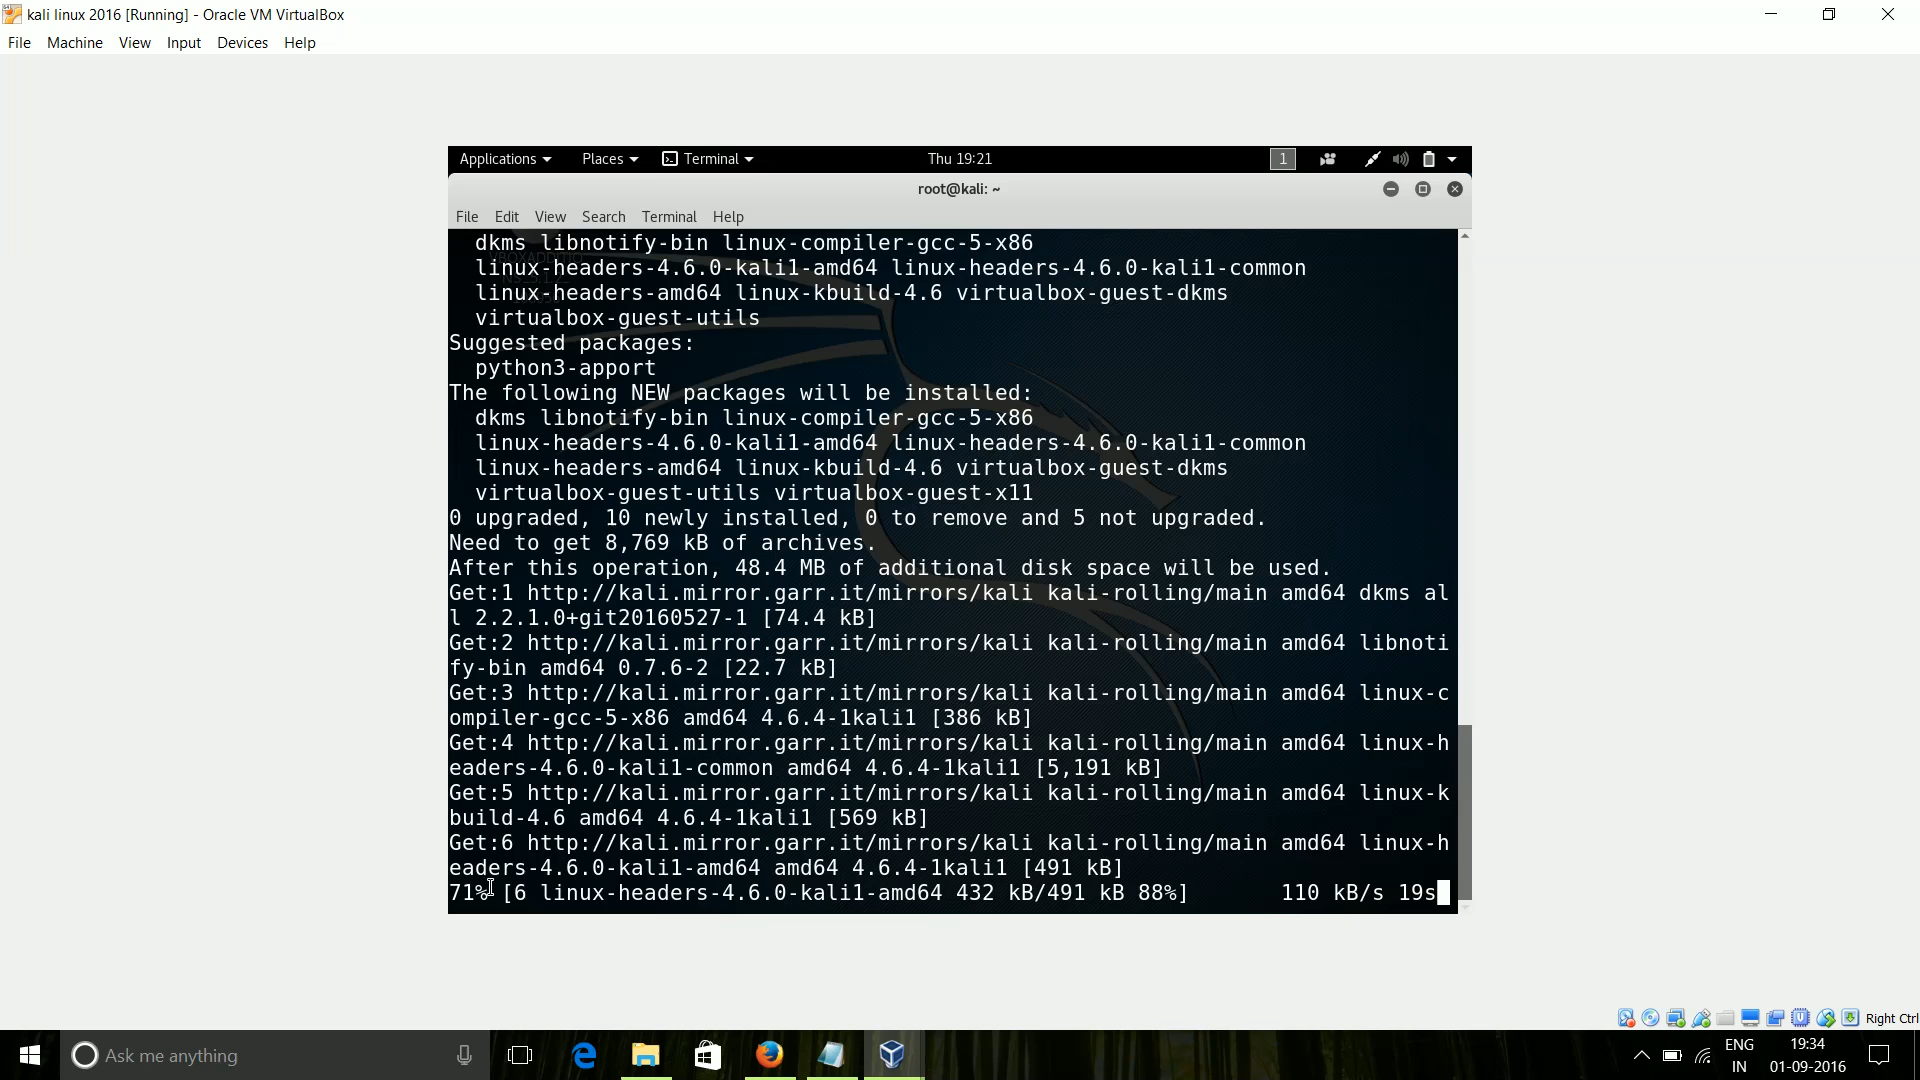 kali linux 2016 [Running] - Oracle VM VirtualBox
File Machine View Input Devices Help
Applications Places Terminal Thu 19:21 1
root@kali: ~
File Edit View Search Terminal Help
dkms libnotify-bin linux-compiler-gcc-5-x86
linux-headers-4.6.0-kali1-amd64 linux-headers-4.6.0-kali1-common
linux-headers-amd64 linux-kbuild-4.6 virtualbox-guest-dkms
virtualbox-guest-utils
Suggested packages:
python3-apport
The following NEW packages will be installed:
dkms libnotify-bin linux-compiler-gcc-5-x86
linux-headers-4.6.0-kali1-amd64 linux-headers-4.6.0-kali1-common
linux-headers-amd64 linux-kbuild-4.6 virtualbox-guest-dkms
virtualbox-guest-utils virtualbox-guest-x11
0 upgraded, 10 newly installed, 0 to remove and 5 not upgraded.
Need to get 8,769 kB of archives.
After this operation, 48.4 MB of additional disk space will be used.
Get:1 http://kali.mirror.garr.it/mirrors/kali kali-rolling/main amd64 dkms al
l 2.2.1.0+git20160527-1 [74.4 kB]
Get:2 http://kali.mirror.garr.it/mirrors/kali kali-rolling/main amd64 libnoti
fy-bin amd64 0.7.6-2 [22.7 kB]
Get:3 http://kali.mirror.garr.it/mirrors/kali kali-rolling/main amd64 linux-c
ompiler-gcc-5-x86 amd64 4.6.4-1kali1 [386 kB]
Get:4 http://kali.mirror.garr.it/mirrors/kali kali-rolling/main amd64 linux-h
eaders-4.6.0-kali1-common amd64 4.6.4-1kali1 [5,191 kB]
Get:5 http://kali.mirror.garr.it/mirrors/kali kali-rolling/main amd64 linux-k
build-4.6 amd64 4.6.4-1kali1 [569 kB]
Get:6 http://kali.mirror.garr.it/mirrors/kali kali-rolling/main amd64 linux-h
eaders-4.6.0-kali1-amd64 amd64 4.6.4-1kali1 [491 kB]
71% [6 linux-headers-4.6.0-kali1-amd64 432 kB/491 kB 88%] 110 kB/s 19s
Right Ctrl
Ask me anything
ENG 19:34
IN 01-09-2016